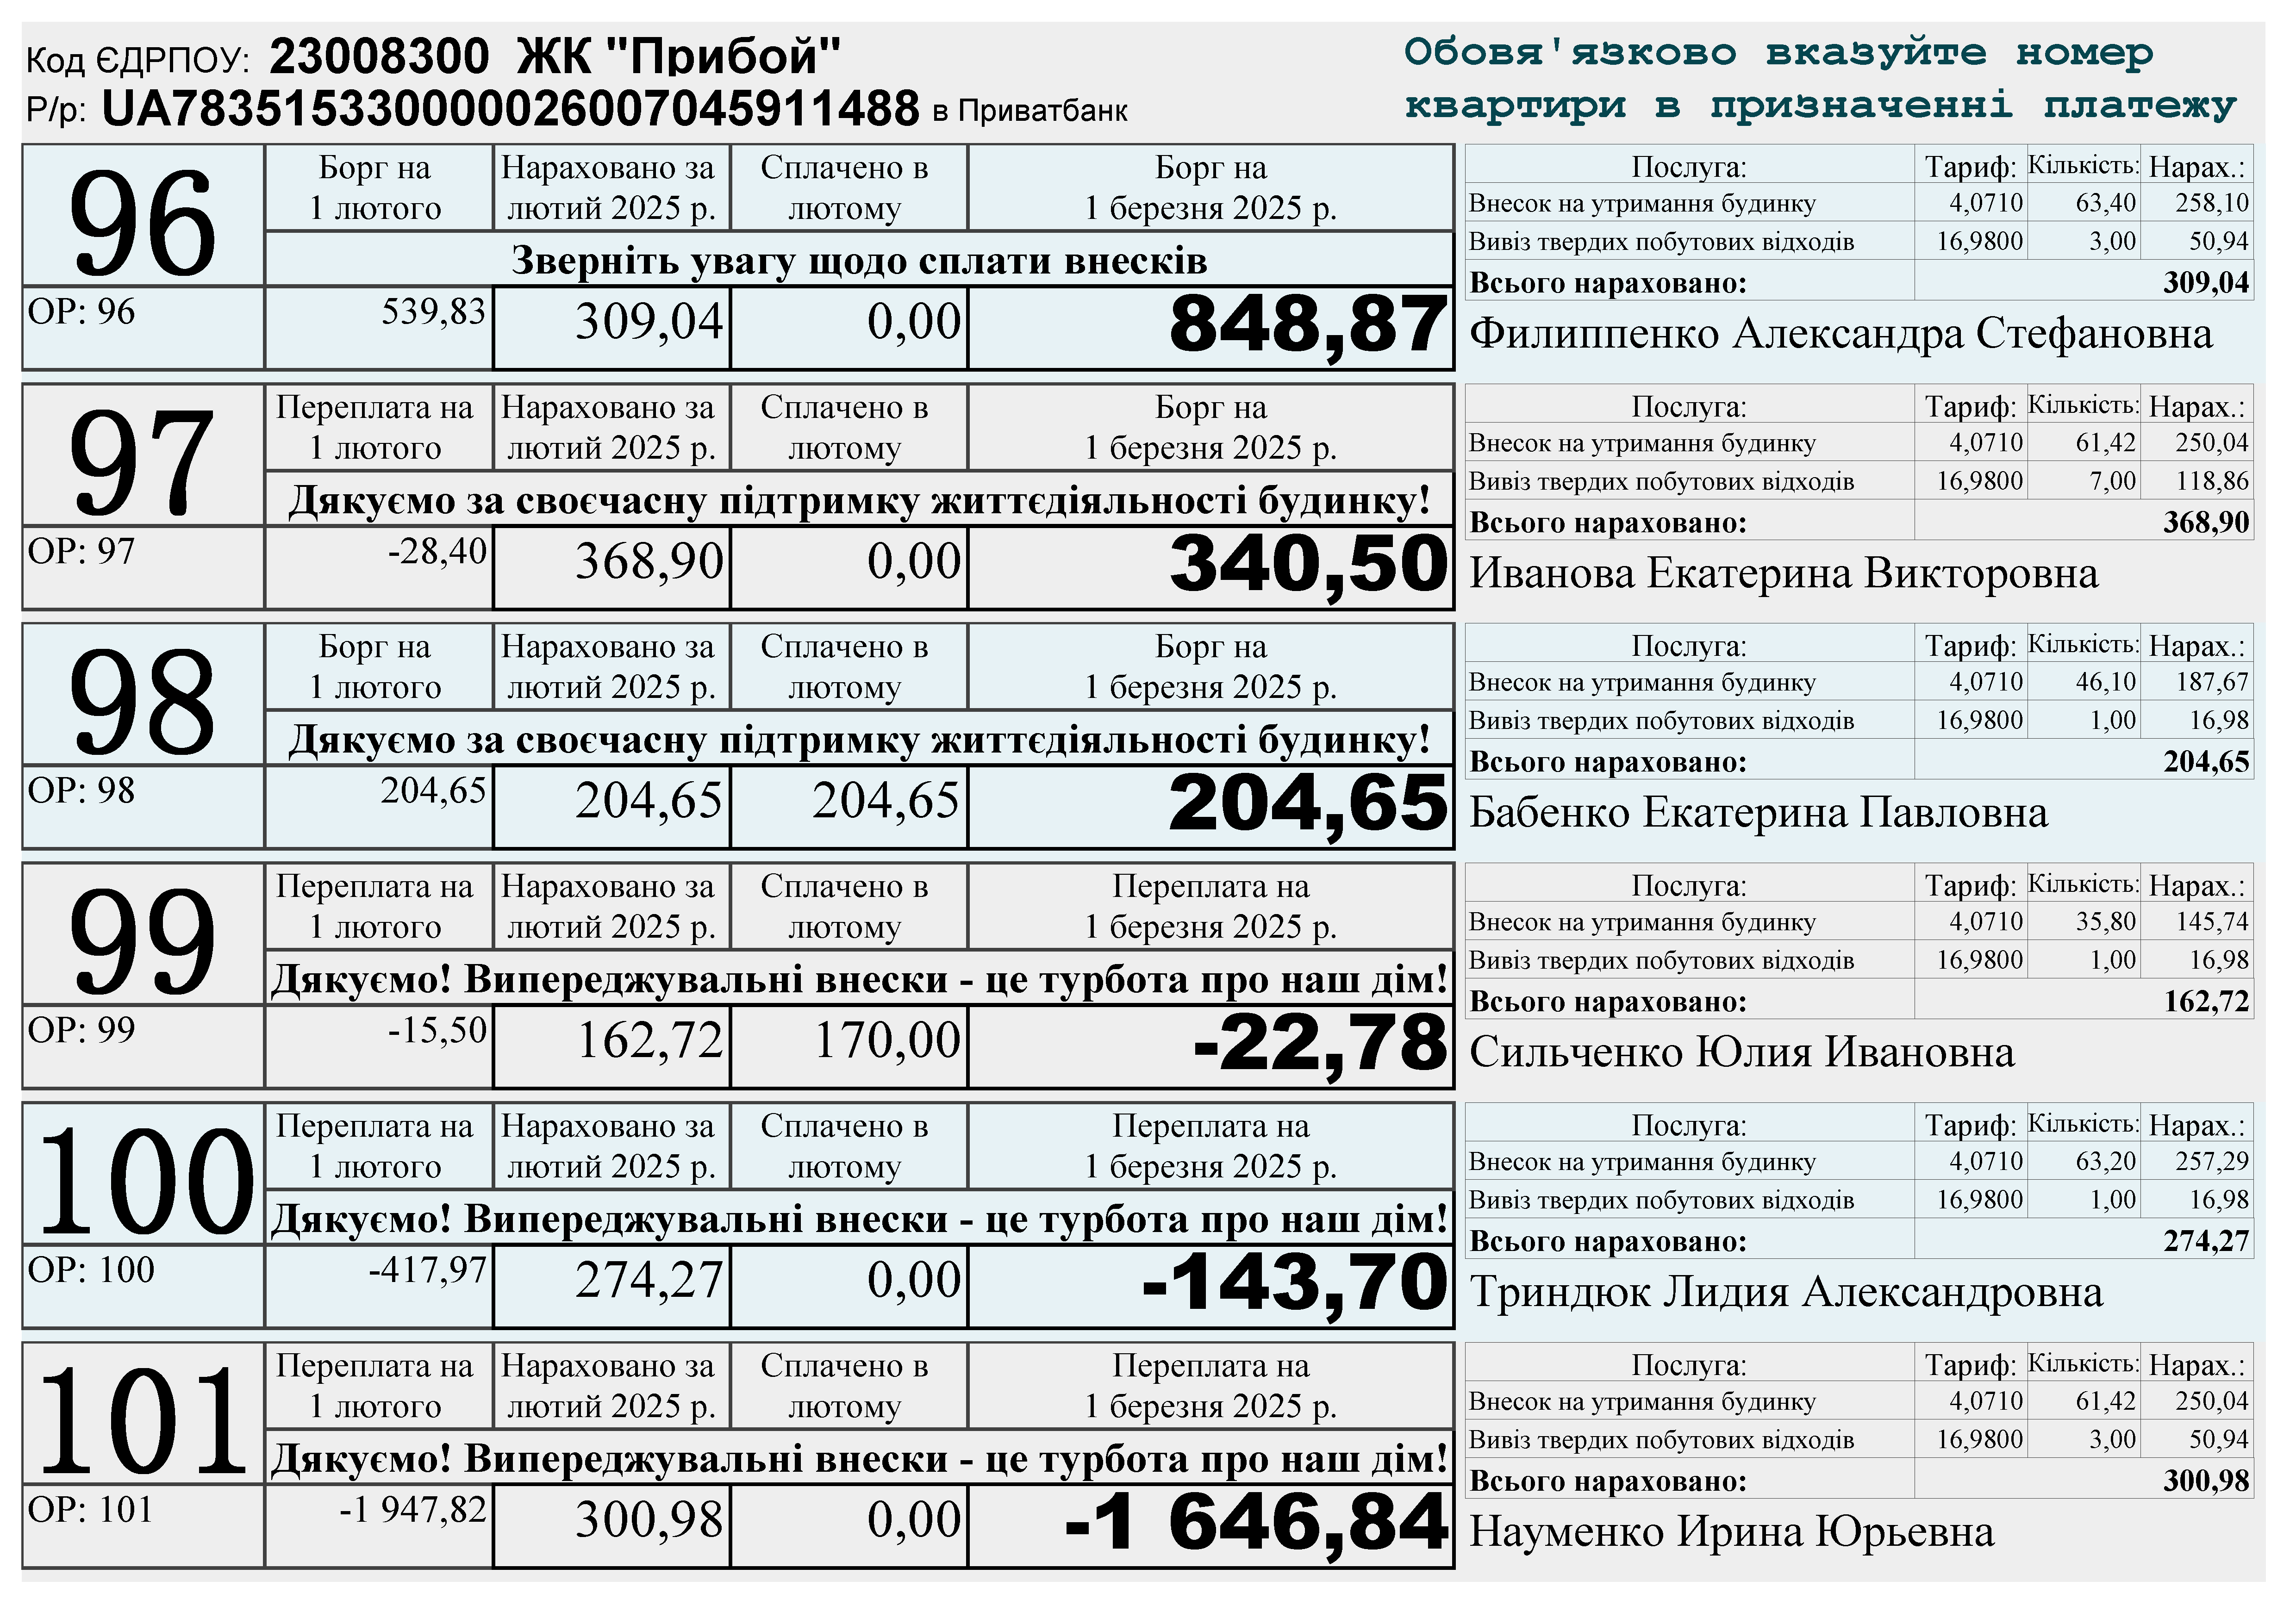 Код ЄДРПОУ: 23008300 ЖК "Прибой"
Р/р: UA783515330000026007045911488 в Приватбанк
Обовя'язково вказуйте номер
квартири в призначенні платежу
96
Борг на
1 лютого
Нараховано за
лютий 2025 р.
Сплачено в
лютому
Борг на
1 березня 2025 р.
Зверніть увагу щодо сплати внесків
ОР: 96 539,83 309,04 0,00 848,87
Послуга: Тариф: Кількість: Нарах.:
Внесок на утримання будинку 4,0710 63,40 258,10
Вивіз твердих побутових відходів 16,9800 3,00 50,94
Всього нараховано: 309,04
Филиппенко Александра Стефановна
97
Переплата на
1 лютого
Нараховано за
лютий 2025 р.
Сплачено в
лютому
Борг на
1 березня 2025 р.
Дякуємо за своєчасну підтримку життєдіяльності будинку!
ОР: 97 -28,40 368,90 0,00 340,50
Послуга: Тариф: Кількість: Нарах.:
Внесок на утримання будинку 4,0710 61,42 250,04
Вивіз твердих побутових відходів 16,9800 7,00 118,86
Всього нараховано: 368,90
Иванова Екатерина Викторовна
98
Борг на
1 лютого
Нараховано за
лютий 2025 р.
Сплачено в
лютому
Борг на
1 березня 2025 р.
Дякуємо за своєчасну підтримку життєдіяльності будинку!
ОР: 98 204,65 204,65 204,65 204,65
Послуга: Тариф: Кількість: Нарах.:
Внесок на утримання будинку 4,0710 46,10 187,67
Вивіз твердих побутових відходів 16,9800 1,00 16,98
Всього нараховано: 204,65
Бабенко Екатерина Павловна
99
Переплата на
1 лютого
Нараховано за
лютий 2025 р.
Сплачено в
лютому
Переплата на
1 березня 2025 р.
Дякуємо! Випереджувальні внески - це турбота про наш дім!
ОР: 99 -15,50 162,72 170,00 -22,78
Послуга: Тариф: Кількість: Нарах.:
Внесок на утримання будинку 4,0710 35,80 145,74
Вивіз твердих побутових відходів 16,9800 1,00 16,98
Всього нараховано: 162,72
Сильченко Юлия Ивановна
100
Переплата на
1 лютого
Нараховано за
лютий 2025 р.
Сплачено в
лютому
Переплата на
1 березня 2025 р.
Дякуємо! Випереджувальні внески - це турбота про наш дім!
ОР: 100 -417,97 274,27 0,00 -143,70
Послуга: Тариф: Кількість: Нарах.:
Внесок на утримання будинку 4,0710 63,20 257,29
Вивіз твердих побутових відходів 16,9800 1,00 16,98
Всього нараховано: 274,27
Триндюк Лидия Александровна
101
Переплата на
1 лютого
Нараховано за
лютий 2025 р.
Сплачено в
лютому
Переплата на
1 березня 2025 р.
Дякуємо! Випереджувальні внески - це турбота про наш дім!
ОР: 101 -1 947,82 300,98 0,00 -1 646,84
Послуга: Тариф: Кількість: Нарах.:
Внесок на утримання будинку 4,0710 61,42 250,04
Вивіз твердих побутових відходів 16,9800 3,00 50,94
Всього нараховано: 300,98
Науменко Ирина Юрьевна